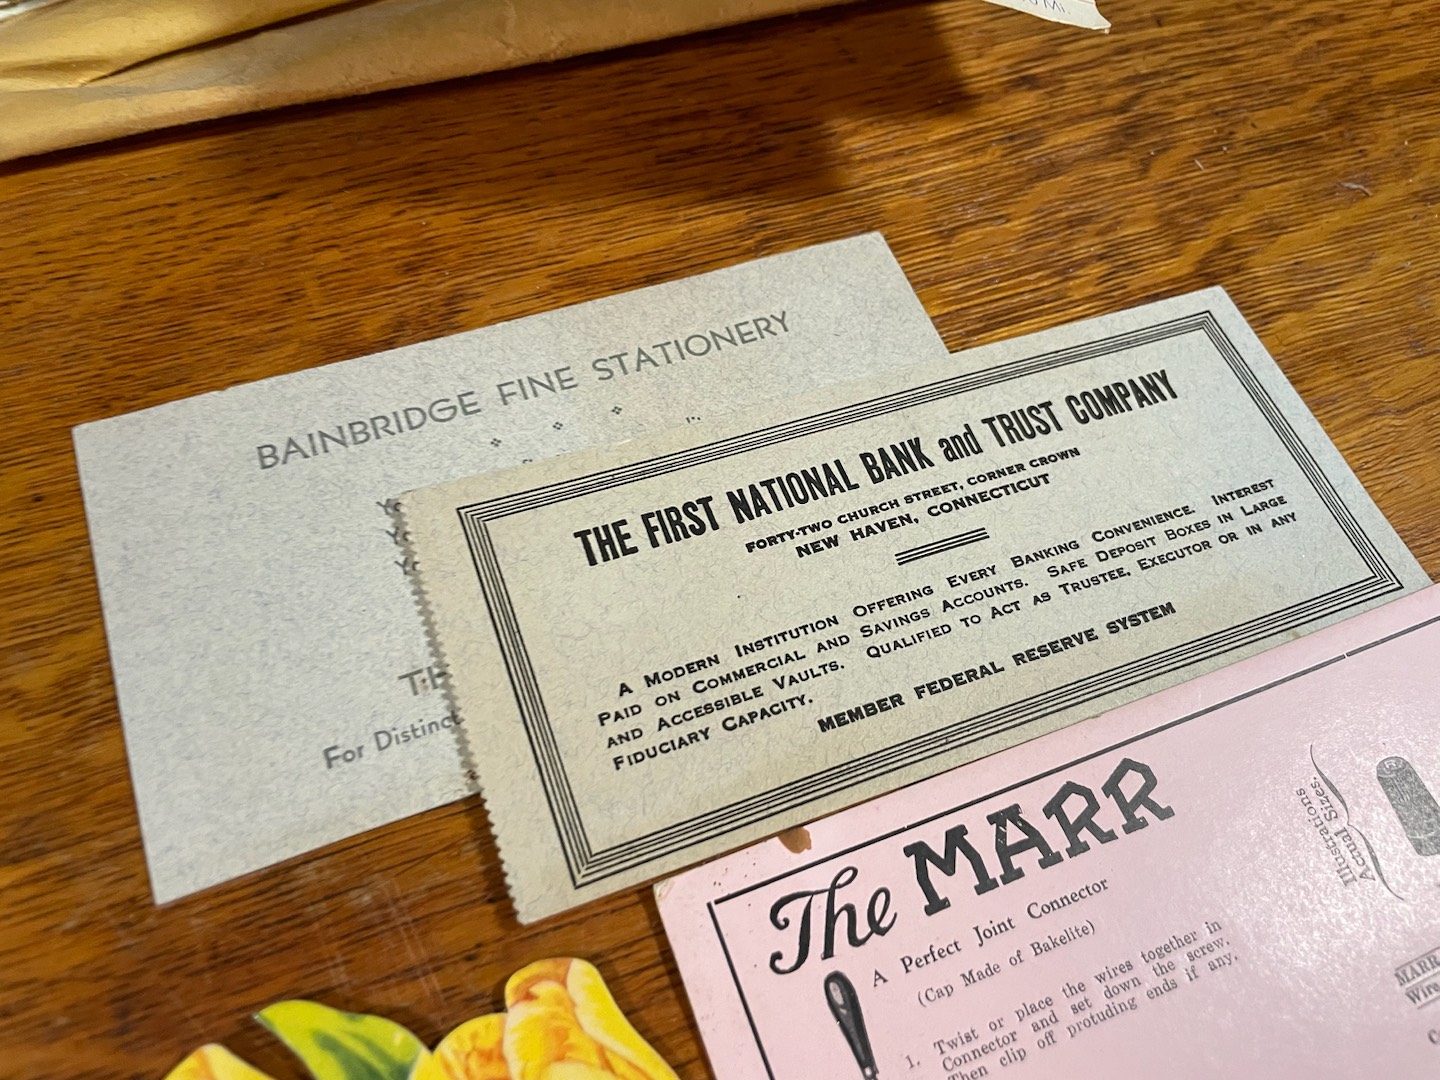 BAINBRIDGE FINE STATIONERY
For Distinct
THE FIRST NATIONAL BANK and TRUST COMPANY
FORTY-TWO CHURCH STREET, CORNER CROWN
NEW HAVEN, CONNECTICUT
A MODERN INSTITUTION OFFERING EVERY BANKING CONVENIENCE. INTEREST
PAID ON COMMERCIAL AND SAVINGS ACCOUNTS. SAFE DEPOSIT BOXES IN LARGE
AND ACCESSIBLE VAULTS. QUALIFIED TO ACT AS TRUSTEE, EXECUTOR OR IN ANY
FIDUCIARY CAPACITY.
MEMBER FEDERAL RESERVE SYSTEM
The MARR
A Perfect Joint Connector
(Cap Made of Bakelite)
1. Twist or place the wires together in
Connector and set down the screw.
Then clip off protuding ends if any.
Illustrations
Actual Sizes.
MARR
Wire